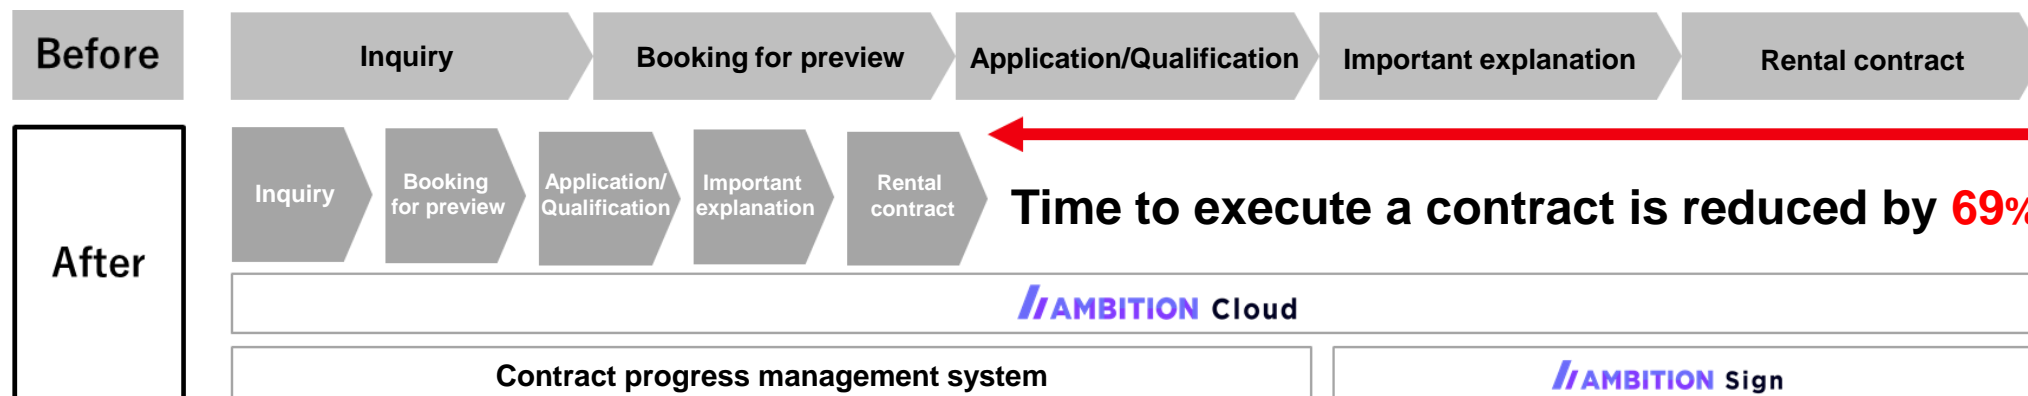 Before
Inquiry
Booking for preview
Application/Qualification
Important explanation
Rental contract
After
Inquiry
Booking
for preview
Application/
Qualification
Important
explanation
Rental
contract
Time to execute a contract is reduced by 69%
AMBITION Cloud
Contract progress management system
AMBITION Sign